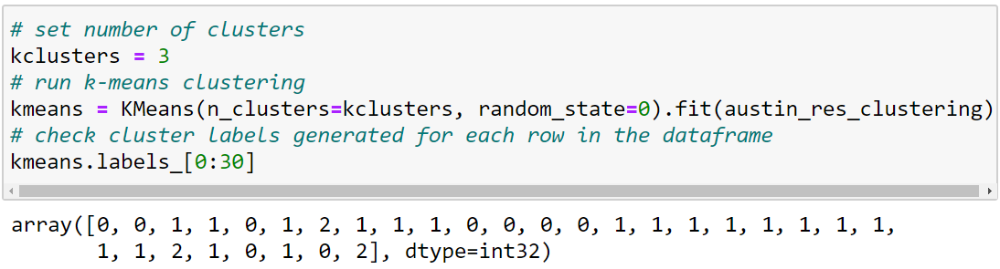 # set number of clusters
kclusters = 3
# run k-means clustering
kmeans = KMeans(n_clusters=kclusters, random_state=0).fit(austin_res_clustering)
# check cluster labels generated for each row in the dataframe
kmeans.labels_[0:30]
array([0, 0, 1, 1, 0, 1, 2, 1, 1, 1, 0, 0, 0, 0, 1, 1, 1, 1, 1, 1, 1, 1,
1, 1, 2, 1, 0, 1, 0, 2], dtype=int32)